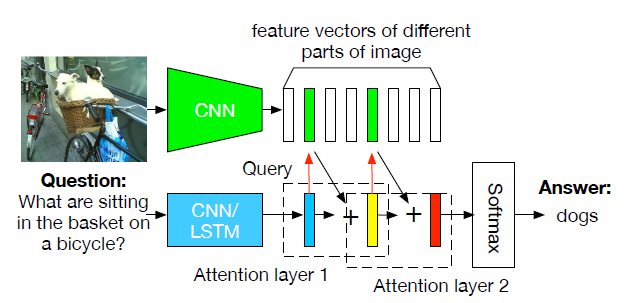 feature vectors of different
parts of image
CNN
Query
Question:
What are sitting
in the basket on
a bicycle?
CNN/
LSTM
+
+
Softmax
Answer:
dogs
Attention layer 1
Attention layer 2